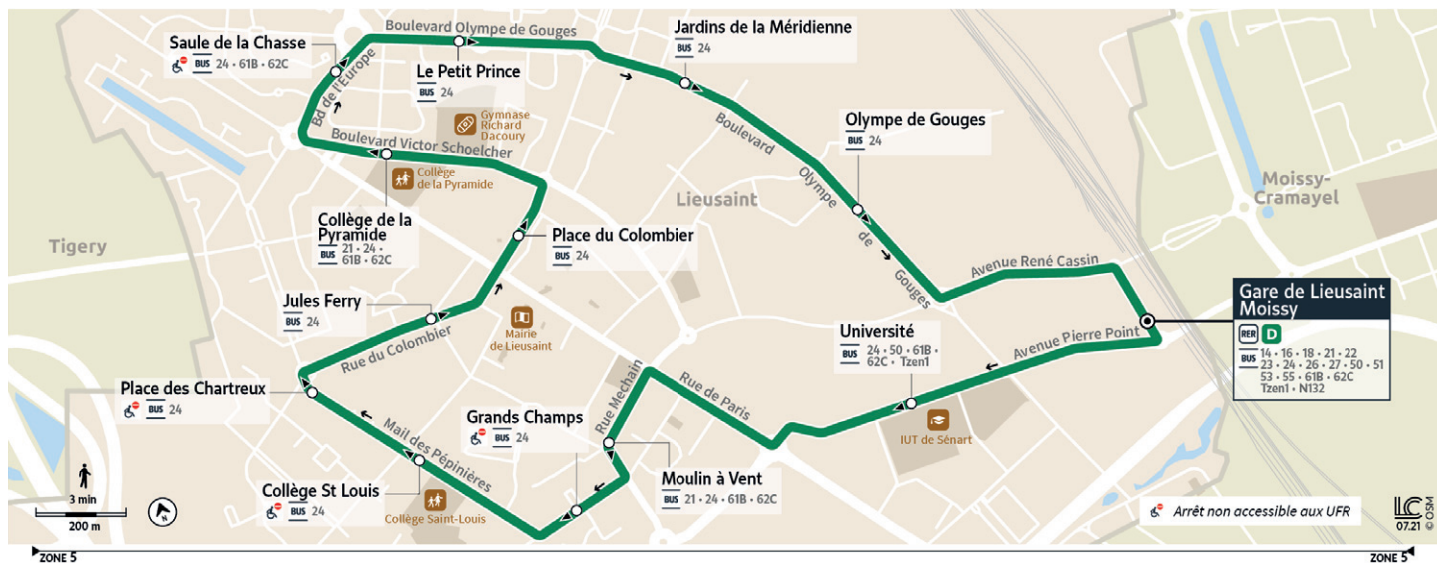 Saule de la Chasse
BUS 24 • 61B • 62C
Bd de l'Europe
Boulevard Olympe de Gouges
Le Petit Prince
BUS 24
Jardins de la Méridienne
BUS 24
Gymnase
Richard
Dacoury
Boulevard Victor Schoelcher
Collège
de la Pyramide
Boulevard Olympe de Gouges
Olympe de Gouges
BUS 24
Lieusaint
Moissy-
Cramayel
Tigery
Collège de la
Pyramide
BUS 21 • 24 •
61B • 62C
Place du Colombier
BUS 24
Avenue René Cassin
Jules Ferry
BUS 24
Mairie
de Lieusaint
Rue du Colombier
Université
BUS 24 • 50 • 61B •
62C • Tzen1
Avenue Pierre Point
Gare de Lieusaint
Moissy
RER D
BUS 14 • 16 • 18 • 21 • 22
23 • 24 • 26 • 27 • 50 • 51
53 • 55 • 61B • 62C
Tzen1 • N132
Place des Chartreux
BUS 24
Mail des Pépinières
Grands Champs
BUS 24
Rue Mechain
Rue de Paris
IUT de Sénart
Moulin à Vent
BUS 21 • 24 • 61B • 62C
Collège St Louis
BUS 24
Collège Saint-Louis
3 min
200 m
N
Arrêt non accessible aux UFR
LC
07.21
© OSM
ZONE 5
ZONE 5